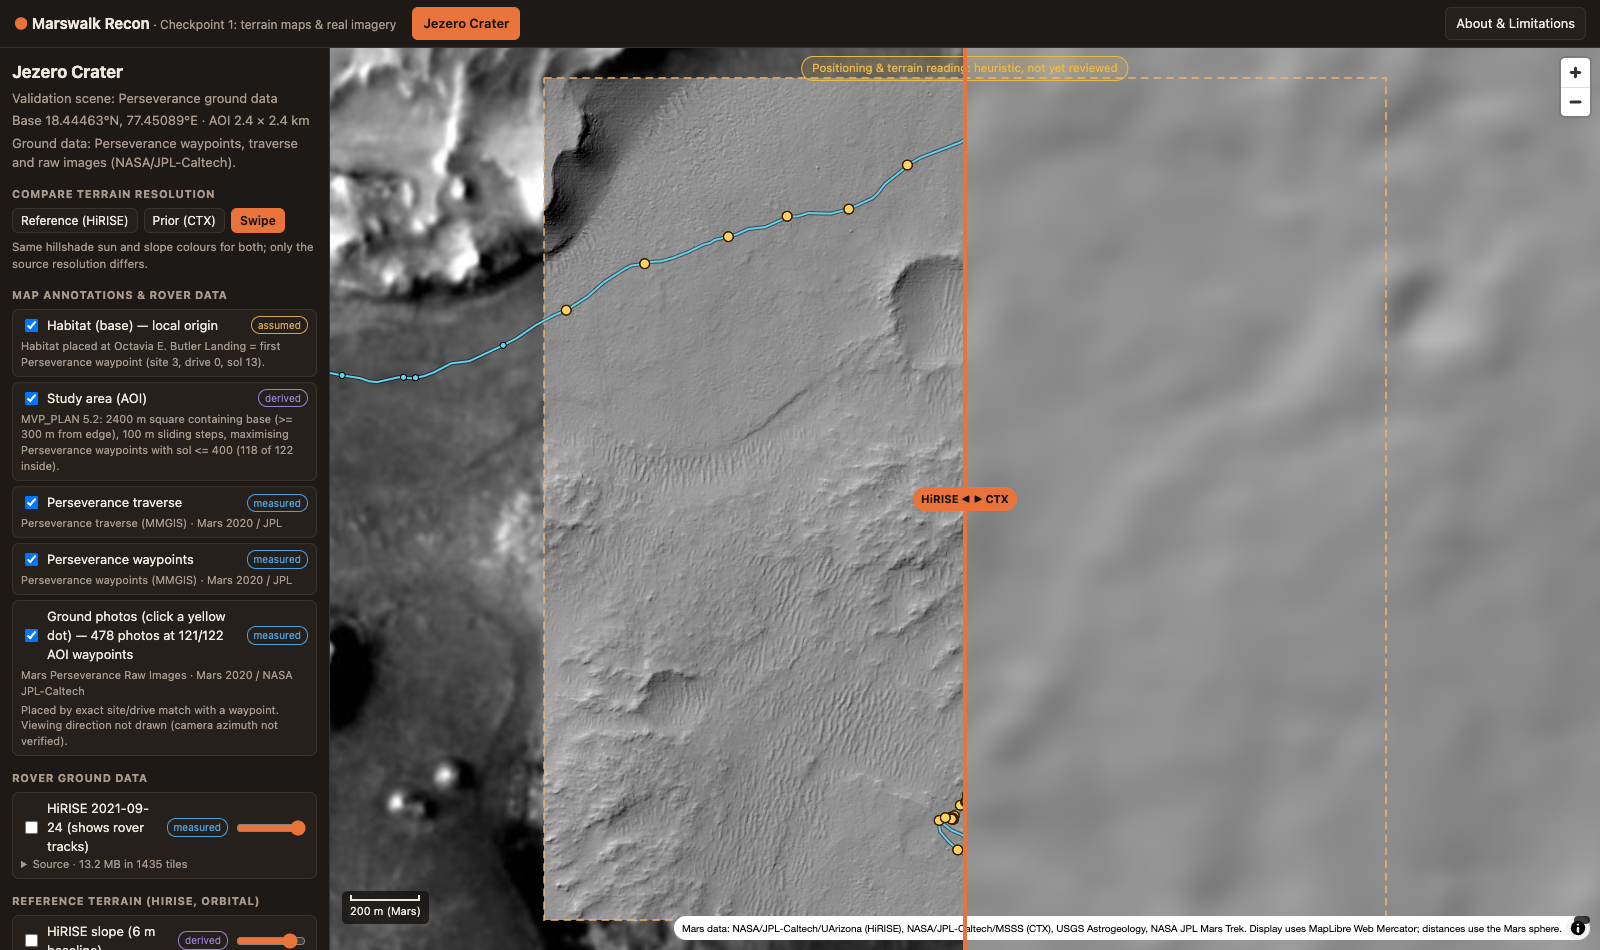 Marswalk Recon · Checkpoint 1: terrain maps & real imagery
Jezero Crater
About & Limitations
Jezero Crater
Validation scene: Perseverance ground data
Base 18.44463°N, 77.45089°E · AOI 2.4 × 2.4 km
Ground data: Perseverance waypoints, traverse
and raw images (NASA/JPL-Caltech).
COMPARE TERRAIN RESOLUTION
Reference (HiRISE)
Prior (CTX)
Swipe
Same hillshade sun and slope colours for both; only the
source resolution differs.
MAP ANNOTATIONS & ROVER DATA
Habitat (base) — local origin
assumed
Habitat placed at Octavia E. Butler Landing = first
Perseverance waypoint (site 3, drive 0, sol 13).
Study area (AOI)
derived
MVP_PLAN 5.2: 2400 m square containing base (>=
300 m from edge), 100 m sliding steps, maximising
Perseverance waypoints with sol <= 400 (118 of 122
inside).
Perseverance traverse
measured
Perseverance traverse (MMGIS) · Mars 2020 / JPL
Perseverance waypoints
measured
Perseverance waypoints (MMGIS) · Mars 2020 / JPL
Ground photos (click a yellow
dot) — 478 photos at 121/122
AOI waypoints
measured
Mars Perseverance Raw Images · Mars 2020 / NASA
JPL-Caltech
Placed by exact site/drive match with a waypoint.
Viewing direction not drawn (camera azimuth not
verified).
ROVER GROUND DATA
HiRISE 2021-09-
24 (shows rover
tracks)
measured
Source · 13.2 MB in 1435 tiles
REFERENCE TERRAIN (HIRISE, ORBITAL)
HiRISE slope (6 m
baseline)
derived
Positioning & terrain reading: heuristic, not yet reviewed
+
−
HiRISE ◄ ► CTX
200 m (Mars)
Mars data: NASA/JPL-Caltech/UArizona (HiRISE), NASA/JPL-Caltech/MSSS (CTX), USGS Astrogeology, NASA JPL Mars Trek. Display uses MapLibre Web Mercator; distances use the Mars sphere.